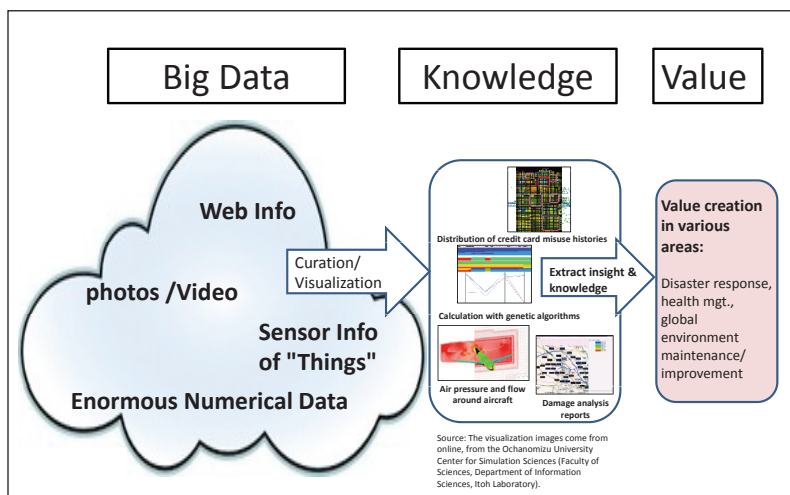 Big Data
Knowledge
Value
Web Info
photos /Video
Sensor Info
of "Things"
Enormous Numerical Data
Curation/
Visualization
Distribution of credit card misuse histories
Calculation with genetic algorithms
Air pressure and flow
around aircraft
Damage analysis
reports
Extract insight &
knowledge
Value creation
in various
areas:
Disaster response,
health mgt.,
global
environment
maintenance/
improvement
Source: The visualization images come from
online, from the Ochanomizu University
Center for Simulation Sciences (Faculty of
Sciences, Department of Information
Sciences, Itoh Laboratory).